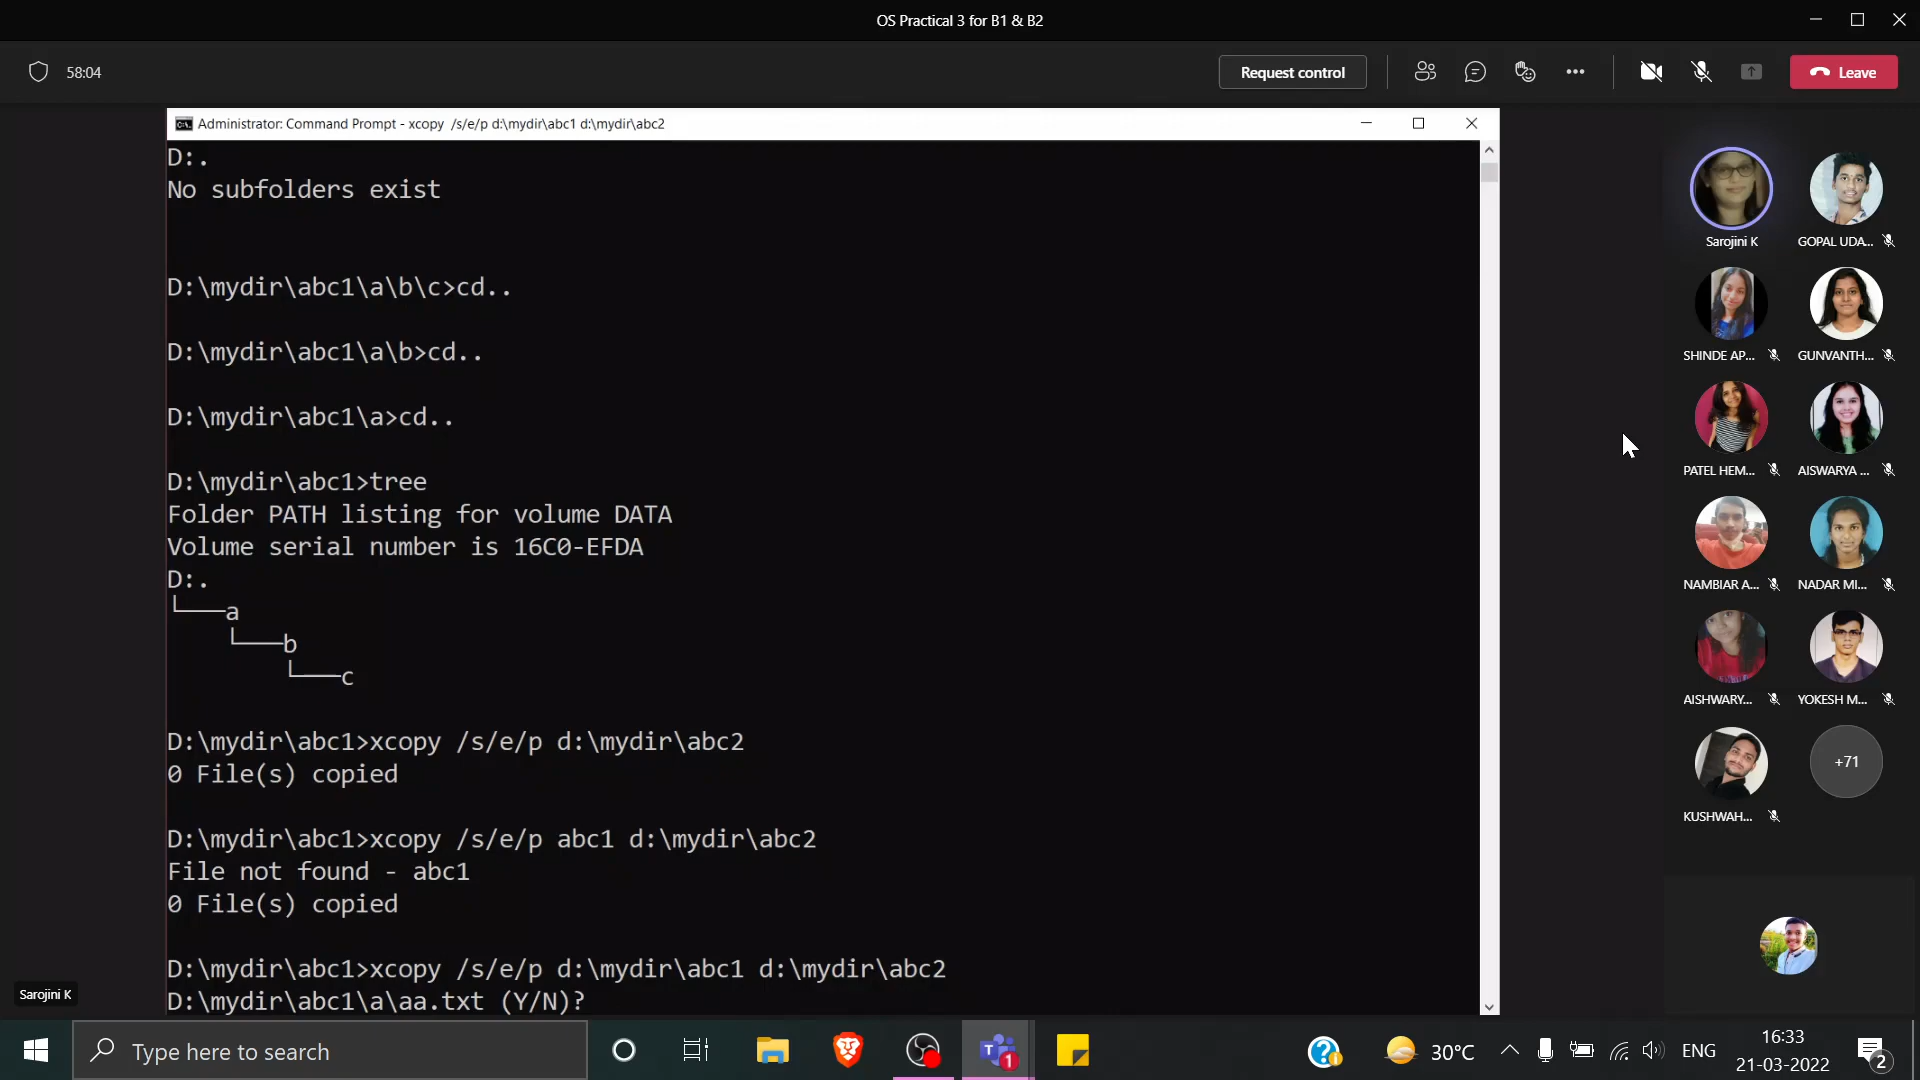 OS Practical 3 for B1 & B2
58:04
Request control
Leave
Administrator: Command Prompt - xcopy /s/e/p d:\mydir\abc1 d:\mydir\abc2
D:.
No subfolders exist
D:\mydir\abc1\a\b\c>cd..
D:\mydir\abc1\a\b>cd..
D:\mydir\abc1\a>cd..
D:\mydir\abc1>tree
Folder PATH listing for volume DATA
Volume serial number is 16C0-EFDA
D:.
└───a
    └───b
        └───c
D:\mydir\abc1>xcopy /s/e/p d:\mydir\abc2
0 File(s) copied
D:\mydir\abc1>xcopy /s/e/p abc1 d:\mydir\abc2
File not found - abc1
0 File(s) copied
D:\mydir\abc1>xcopy /s/e/p d:\mydir\abc1 d:\mydir\abc2
D:\mydir\abc1\a\aa.txt (Y/N)?
Sarojini K
Sarojini K
GOPAL UDA...
SHINDE AP...
GUNVANTH...
PATEL HEM...
AISWARYA ...
NAMBIAR A...
NADAR MI...
AISHWARY...
YOKESH M...
KUSHWAH...
+71
Type here to search
1
30°C
ENG
16:33
21-03-2022
2